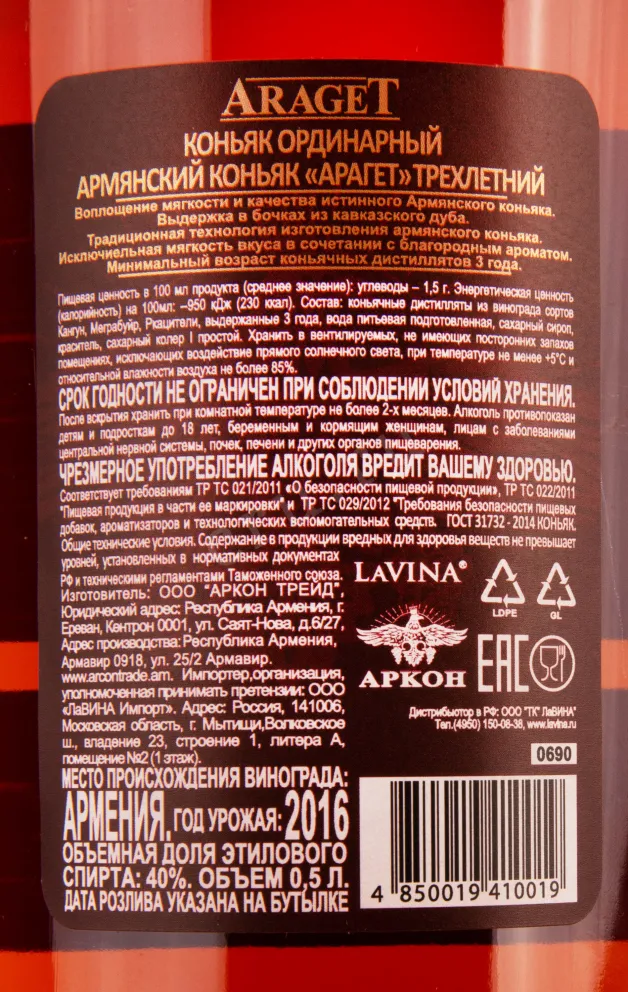 ARAGET
КОНЬЯК ОРДИНАРНЫЙ
АРМЯНСКИЙ КОНЬЯК «АРАГЕТ» ТРЕХЛЕТНИЙ
Воплощение мягкости и качества истинного Армянского коньяка.
Выдержка в бочках из кавказского дуба.
Традиционная технология изготовления армянского коньяка.
Исключиельная мягкость вкуса в сочетании с благородным ароматом.
Минимальный возраст коньячных дистиллятов 3 года.
Пищевая ценность в 100 мл продукта (среднее значение): углеводы – 1,5 г. Энергетическая ценность
(калорийность) на 100мл: –950 кДж (230 ккал). Состав: коньячные дистилляты из винограда сортов
Кангун, Меграбуйр, Ркацители, выдержанные 3 года, вода питьевая подготовленная, сахарный сироп,
краситель, сахарный колер I простой. Хранить в вентилируемых, не имеющих посторонних запахов
помещениях, исключающих воздействие прямого солнечного света, при температуре не менее +5°С и
относительной влажности воздуха не более 85%.
СРОК ГОДНОСТИ НЕ ОГРАНИЧЕН ПРИ СОБЛЮДЕНИИ УСЛОВИЙ ХРАНЕНИЯ.
После вскрытия хранить при комнатной температуре не более 2-х месяцев. Алкоголь противопоказан
детям и подросткам до 18 лет, беременным и кормящим женщинам, лицам с заболеваниями
центральной нервной системы, почек, печени и других органов пищеварения.
ЧРЕЗМЕРНОЕ УПОТРЕБЛЕНИЕ АЛКОГОЛЯ ВРЕДИТ ВАШЕМУ ЗДОРОВЬЮ.
Соответствует требованиям ТР ТС 021/2011 «О безопасности пищевой продукции», ТР ТС 022/2011
"Пищевая продукция в части ее маркировки" и ТР ТС 029/2012 "Требования безопасности пищевых
добавок, ароматизаторов и технологических вспомогательных средств. ГОСТ 31732 - 2014 КОНЬЯК.
Общие технические условия. Содержание в продукции вредных для здоровья веществ не превышает
уровней, установленных в нормативных документах
РФ и техническими регламентами Таможенного союза.
Изготовитель: ООО "АРКОН ТРЕЙД",
Юридический адрес: Республика Армения, г.
Ереван, Кентрон 0001, ул. Саят-Нова, д.6/27,
Адрес производства: Республика Армения,
Армавир 0918, ул. 25/2 Армавир.
www.arcontrade.am. Импортер,организация,
уполномоченная принимать претензии: ООО
«ЛаВИНА Импорт». Адрес: Россия, 141006,
Московская область, г. Мытищи,Волковское
ш., владение 23, строение 1, литера А,
помещение №2 (1 этаж).
МЕСТО ПРОИСХОЖДЕНИЯ ВИНОГРАДА:
АРМЕНИЯ. ГОД УРОЖАЯ: 2016
ОБЪЕМНАЯ ДОЛЯ ЭТИЛОВОГО
СПИРТА: 40%. ОБЪЕМ 0,5 Л.
ДАТА РОЗЛИВА УКАЗАНА НА БУТЫЛКЕ
LAVINA®
LDPE
GL
АРКОН
EAC
Дистрибьютор в РФ: ООО "ТК" ЛаВИНА"
Тел.(4950) 150-08-38, www.lavina.ru
0690
4 850019 410019